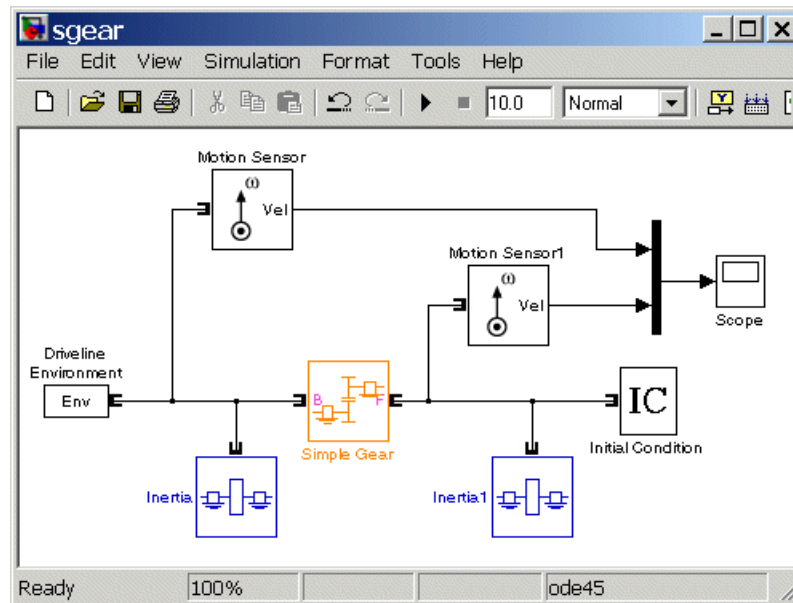 sgear
File Edit View Simulation Format Tools Help
10.0 Normal
Motion Sensor
ω
Vel
Motion Sensor1
ω
Vel
Scope
Driveline
Environment
Env
B F
Simple Gear
IC
Initial Condition
Inertia
Inertia1
Ready 100% ode45